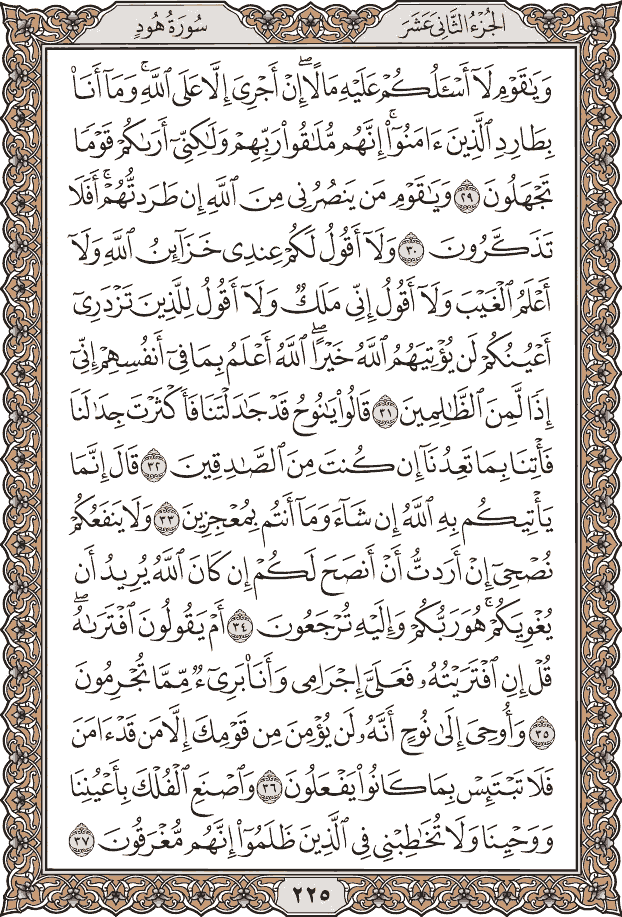 الجُزْءُ الثَّانِي عَشَرَ
سُورَةُ هُودٍ
وَيَٰقَوْمِ لَآ أَسْـَٔلُكُمْ عَلَيْهِ مَالًا ۖ إِنْ أَجْرِىَ إِلَّا عَلَى ٱللَّهِ ۚ وَمَآ أَنَا۠
بِطَارِدِ ٱلَّذِينَ ءَامَنُوٓا۟ ۚ إِنَّهُم مُّلَٰقُوا۟ رَبِّهِمْ وَلَٰكِنِّىٓ أَرَىٰكُمْ قَوْمًا
تَجْهَلُونَ ٢٩ وَيَٰقَوْمِ مَن يَنصُرُنِى مِنَ ٱللَّهِ إِن طَرَدتُّهُمْ ۚ أَفَلَا
تَذَكَّرُونَ ٣٠ وَلَآ أَقُولُ لَكُمْ عِندِى خَزَآئِنُ ٱللَّهِ وَلَآ
أَعْلَمُ ٱلْغَيْبَ وَلَآ أَقُولُ إِنِّى مَلَكٌ وَلَآ أَقُولُ لِلَّذِينَ تَزْدَرِىٓ
أَعْيُنُكُمْ لَن يُؤْتِيَهُمُ ٱللَّهُ خَيْرًا ۖ ٱللَّهُ أَعْلَمُ بِمَا فِىٓ أَنفُسِهِمْ إِنِّىٓ
إِذًا لَّمِنَ ٱلظَّٰلِمِينَ ٣١ قَالُوا۟ يَٰنُوحُ قَدْ جَٰدَلْتَنَا فَأَكْثَرْتَ جِدَٰلَنَا
فَأْتِنَا بِمَا تَعِدُنَآ إِن كُنتَ مِنَ ٱلصَّٰدِقِينَ ٣٢ قَالَ إِنَّمَا
يَأْتِيكُم بِهِ ٱللَّهُ إِن شَآءَ وَمَآ أَنتُم بِمُعْجِزِينَ ٣٣ وَلَا يَنفَعُكُمْ
نُصْحِىٓ إِنْ أَرَدتُّ أَنْ أَنصَحَ لَكُمْ إِن كَانَ ٱللَّهُ يُرِيدُ أَن
يُغْوِيَكُمْ ۚ هُوَ رَبُّكُمْ وَإِلَيْهِ تُرْجَعُونَ ٣٤ أَمْ يَقُولُونَ ٱفْتَرَىٰهُ ۖ
قُلْ إِنِ ٱفْتَرَيْتُهُۥ فَعَلَىَّ إِجْرَامِى وَأَنَا۠ بَرِىٓءٌ مِّمَّا تُجْرِمُونَ
٣٥ وَأُوحِىَ إِلَىٰ نُوحٍ أَنَّهُۥ لَن يُؤْمِنَ مِن قَوْمِكَ إِلَّا مَن قَدْ ءَامَنَ
فَلَا تَبْتَئِسْ بِمَا كَانُوا۟ يَفْعَلُونَ ٣٦ وَٱصْنَعِ ٱلْفُلْكَ بِأَعْيُنِنَا
وَوَحْيِنَا وَلَا تُخَٰطِبْنِى فِى ٱلَّذِينَ ظَلَمُوٓا۟ إِنَّهُم مُّغْرَقُونَ ٣٧
٢٢٥